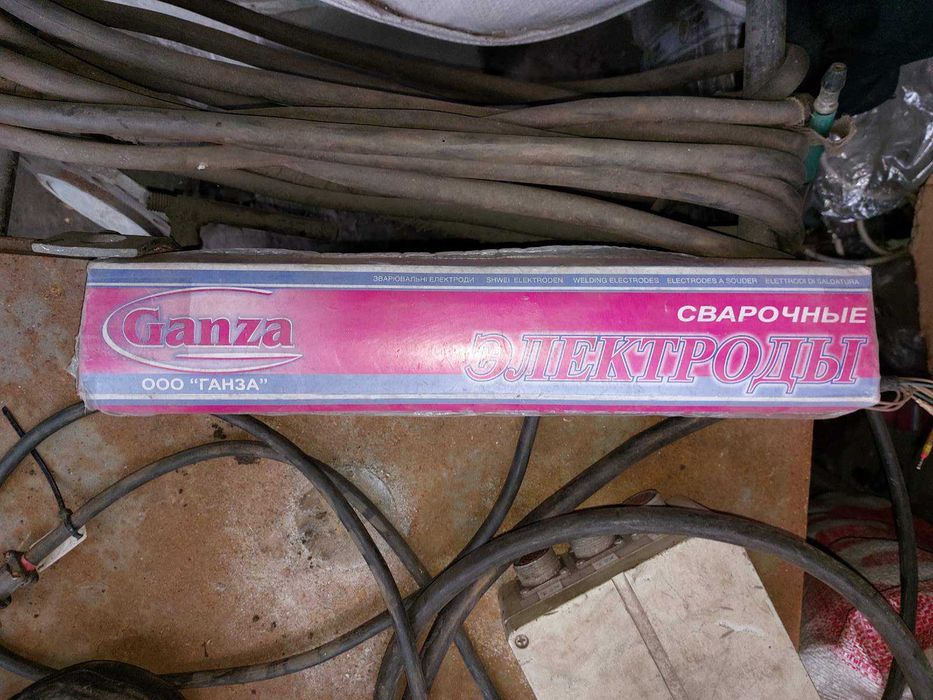 ЗВАРЮВАЛЬНІ ЕЛЕКТРОДИ SHWEI ELEKTRODEN WELDING ELECTRODES ELECTRODES A SOUDER ELETTRODI DI SALDATURA
Ganza
СВАРОЧНЫЕ
ЭЛЕКТРОДЫ
ООО "ГАНЗА"